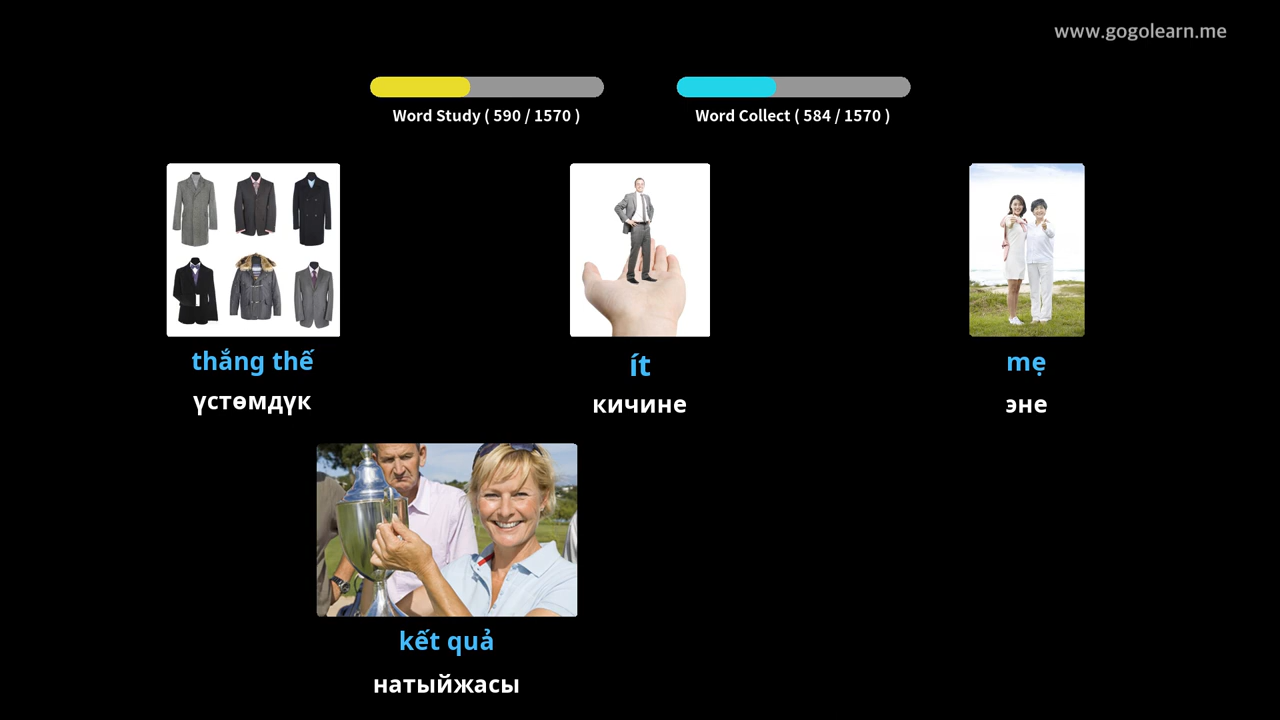 www.gogolearn.me
Word Study ( 590 / 1570 )
Word Collect ( 584 / 1570 )
thắng thế
үстөмдүк
ít
кичине
mẹ
эне
kết quả
натыйжасы